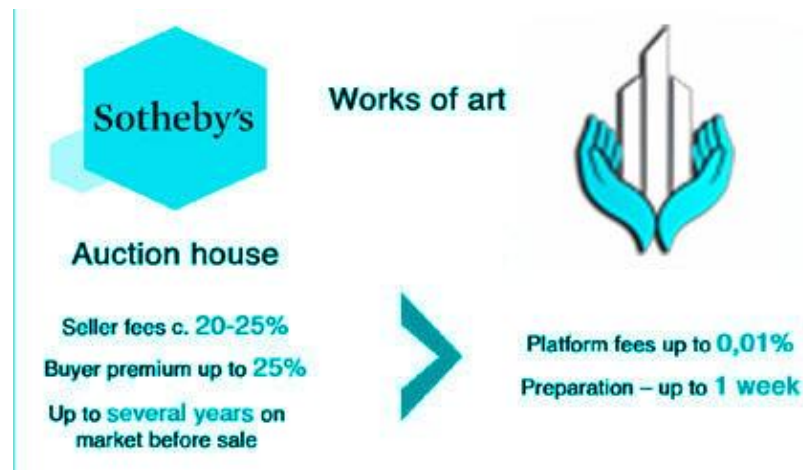 Sotheby's
Works of art
Auction house
Seller fees c. 20-25%
Buyer premium up to 25%
Up to several years on
market before sale
Platform fees up to 0,01%
Preparation – up to 1 week